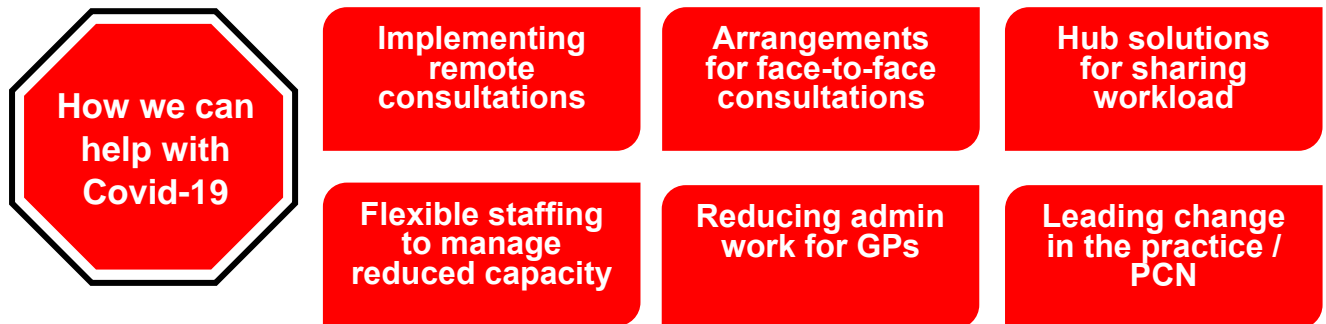 How we can
help with
Covid-19
Implementing
remote
consultations
Arrangements
for face-to-face
consultations
Hub solutions
for sharing
workload
Flexible staffing
to manage
reduced capacity
Reducing admin
work for GPs
Leading change
in the practice /
PCN